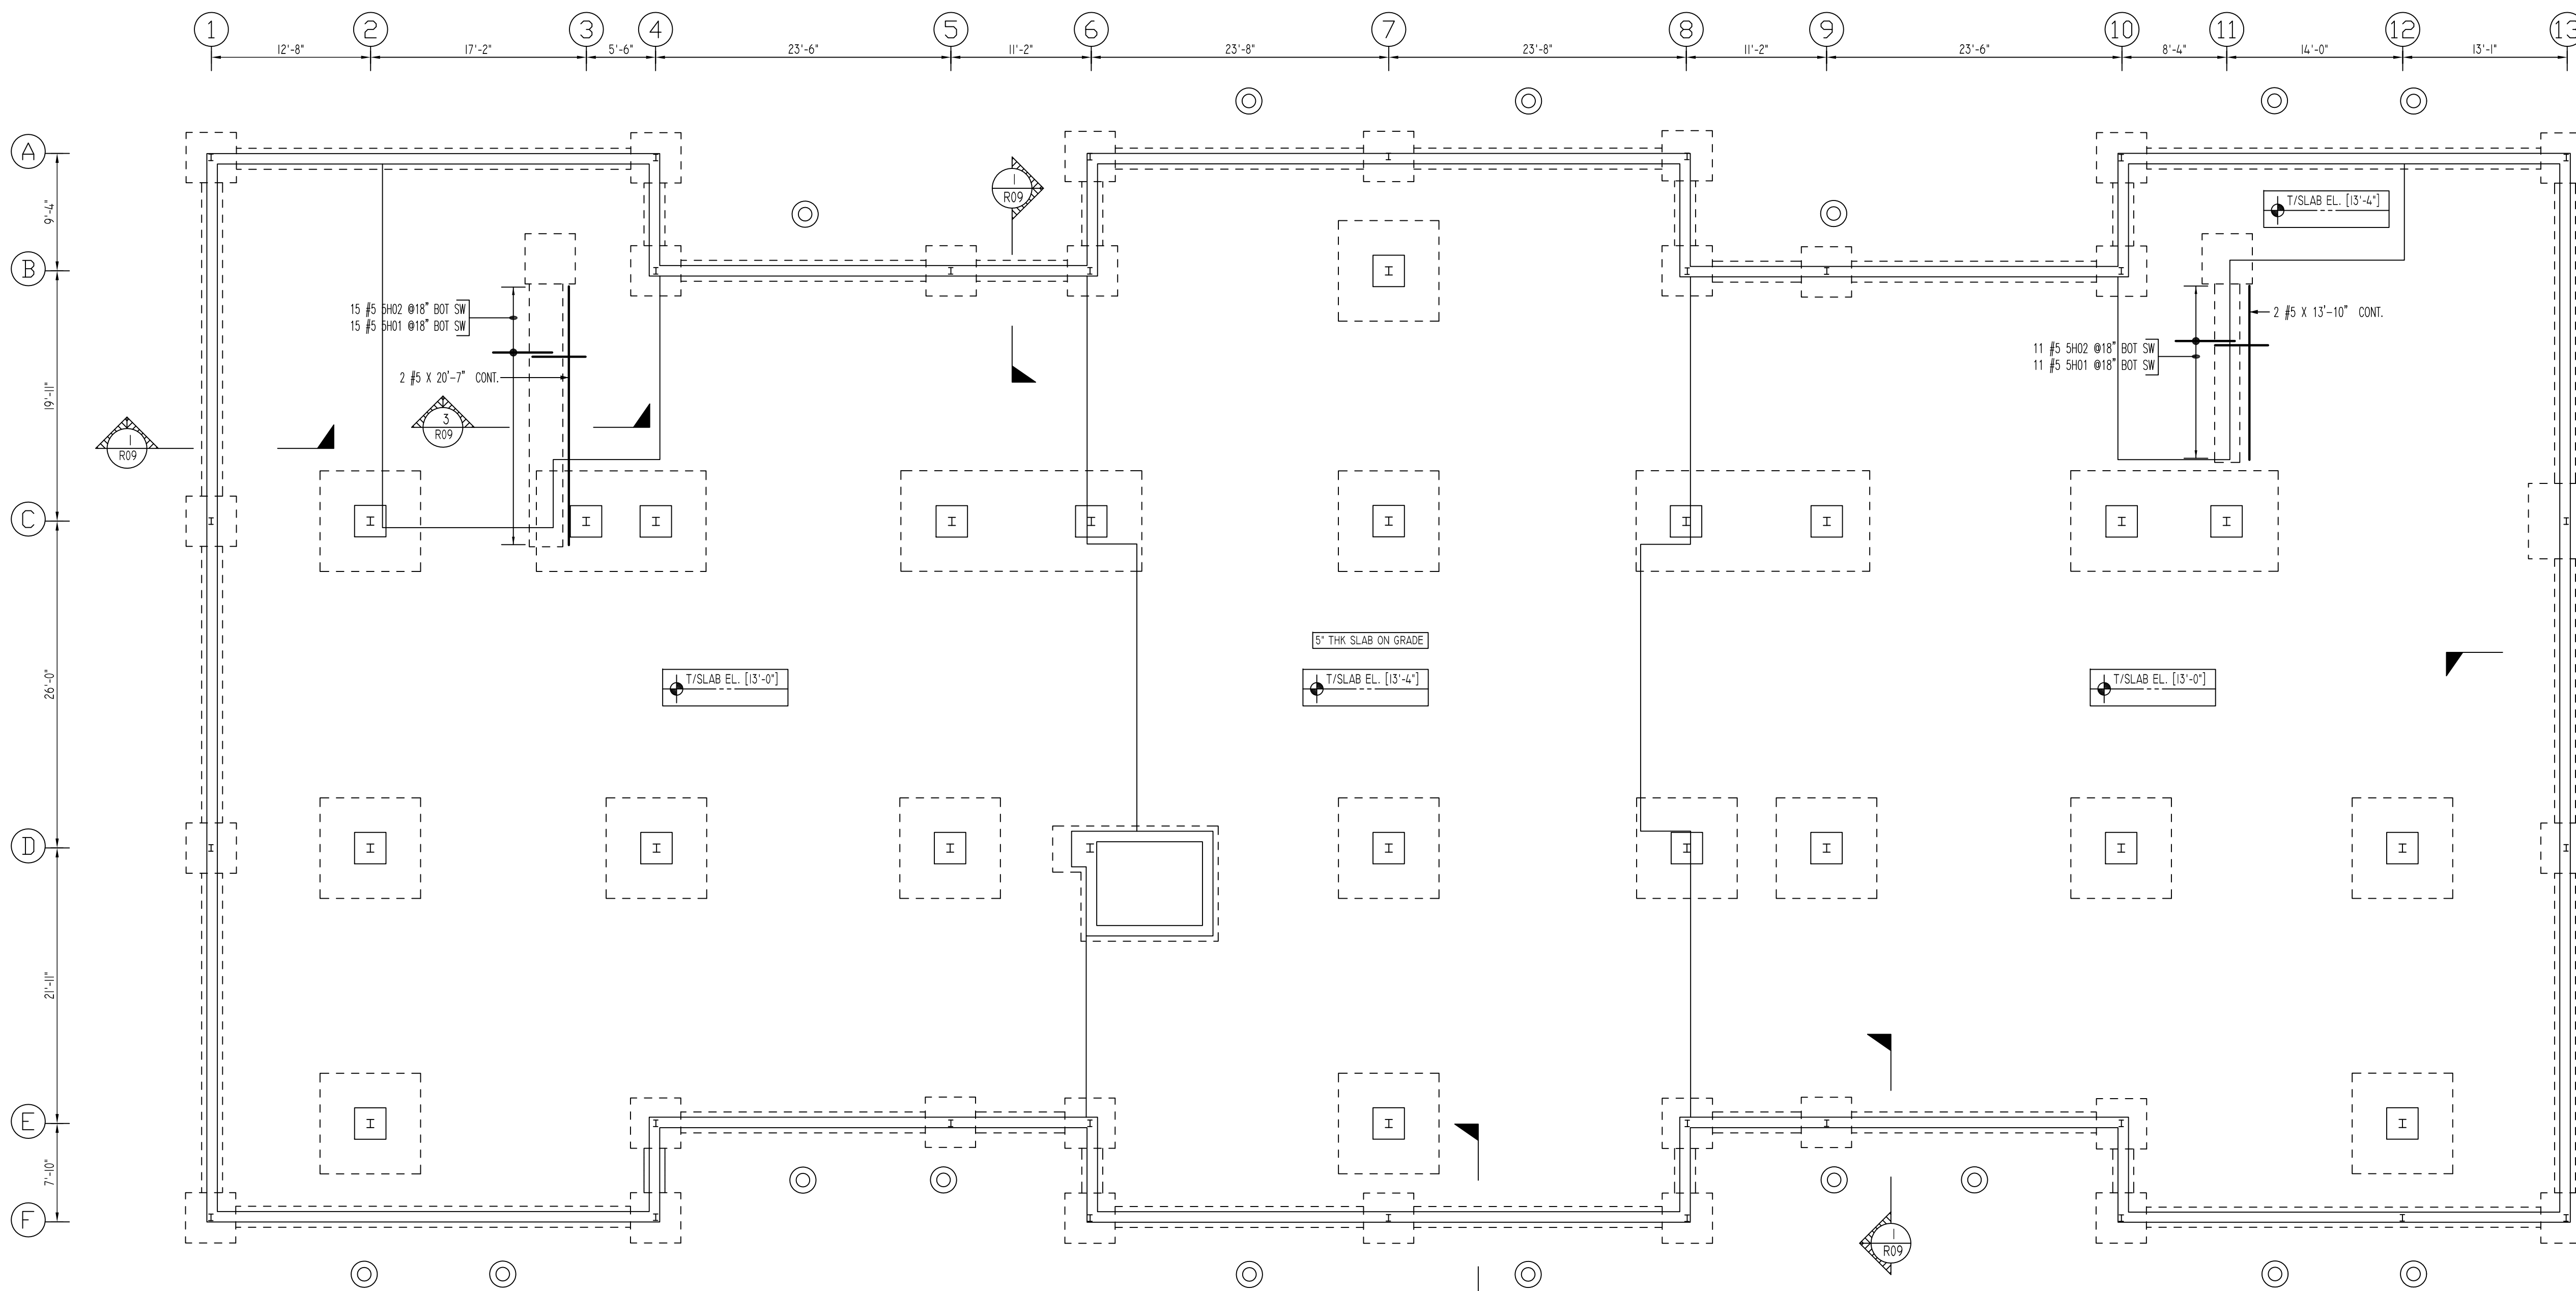 1 2 3 4 5 6 7 8 9 10 11 12 13
12'-8" 17'-2" 5'-6" 23'-6" 11'-2" 23'-8" 23'-8" 11'-2" 23'-6" 8'-4" 14'-0" 13'-1"
A
9'-4"
1
R09
T/SLAB EL. [13'-4"]
B
15 #5 5H02 @18" BOT SW
15 #5 5H01 @18" BOT SW
2 #5 X 13'-10" CONT.
11 #5 5H02 @18" BOT SW
11 #5 5H01 @18" BOT SW
2 #5 X 20'-7" CONT.
19'-11"
3
R09
1
R09
C
5" THK SLAB ON GRADE
26'-0"
T/SLAB EL. [13'-0"]
T/SLAB EL. [13'-4"]
T/SLAB EL. [13'-0"]
D
21'-11"
E
7'-10"
F
1
R09